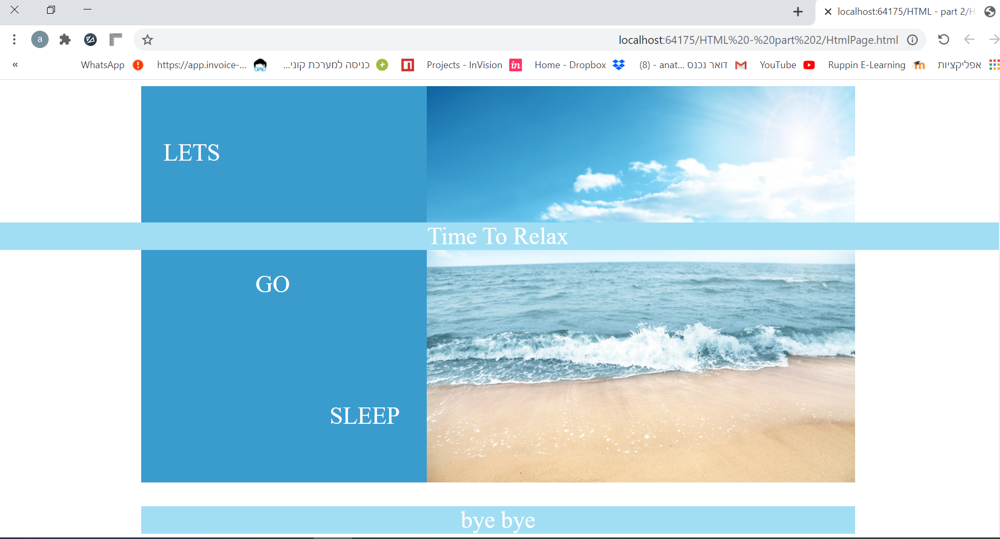 localhost:64175/HTML - part 2/H
a
localhost:64175/HTML%20-%20part%202/HtmlPage.html
« WhatsApp https://app.invoice-... כניסה למערכת קוני... Projects - InVision in Home - Dropbox דואר נכנס (8) - anat... YouTube Ruppin E-Learning אפליקציות
LETS
Time To Relax
GO
SLEEP
bye bye